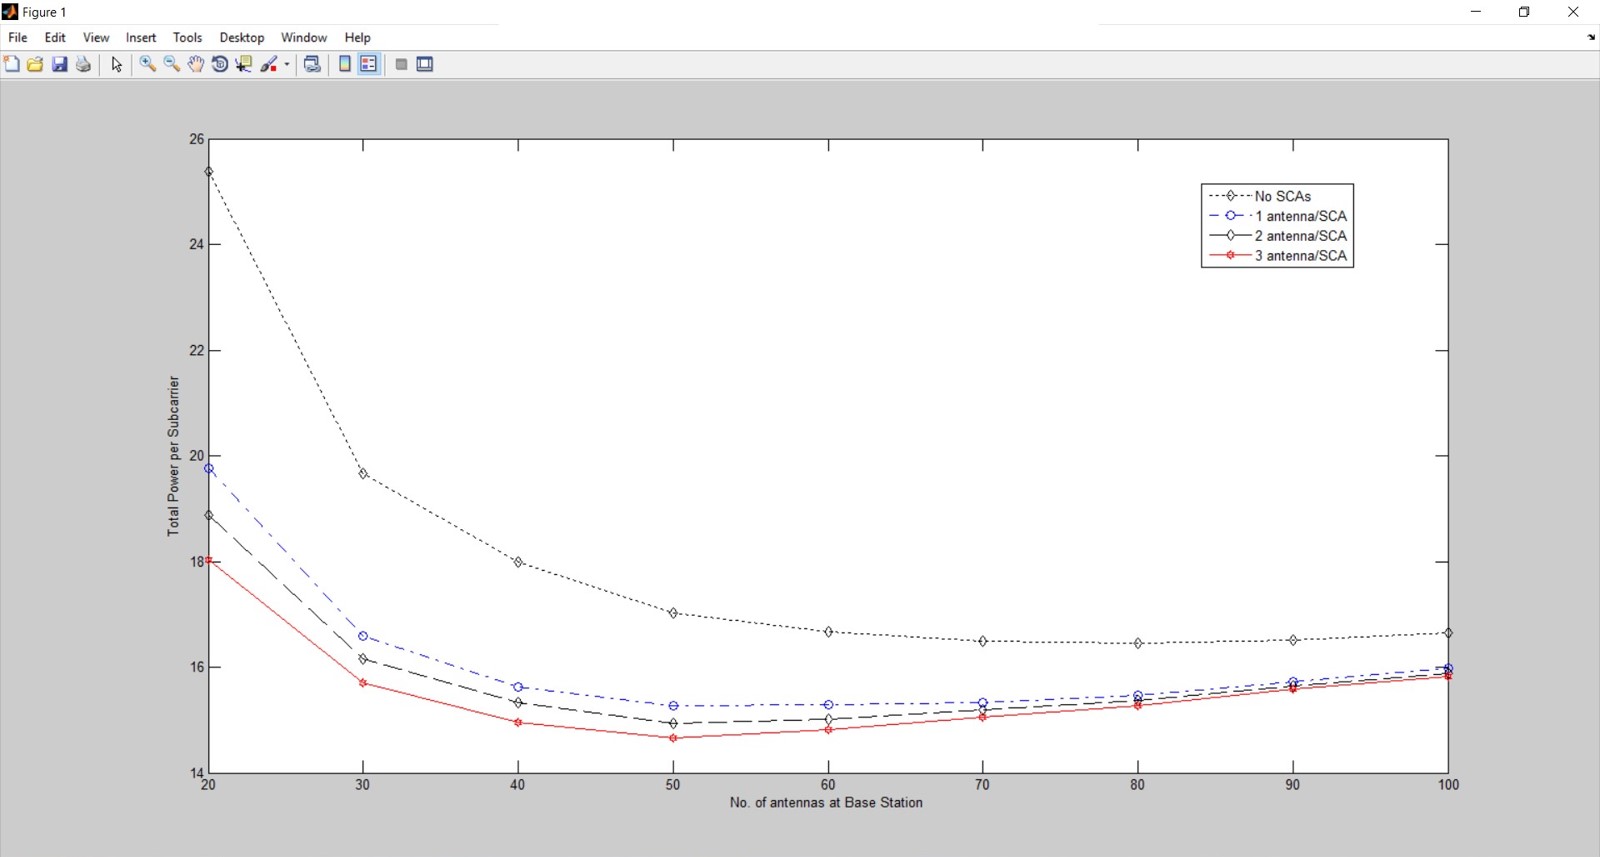 Figure 1
File Edit View Insert Tools Desktop Window Help
26
24
22
20
18
16
14
Total Power per Subcarrier
No SCAs
1 antenna/SCA
2 antenna/SCA
3 antenna/SCA
20 30 40 50 60 70 80 90 100
No. of antennas at Base Station